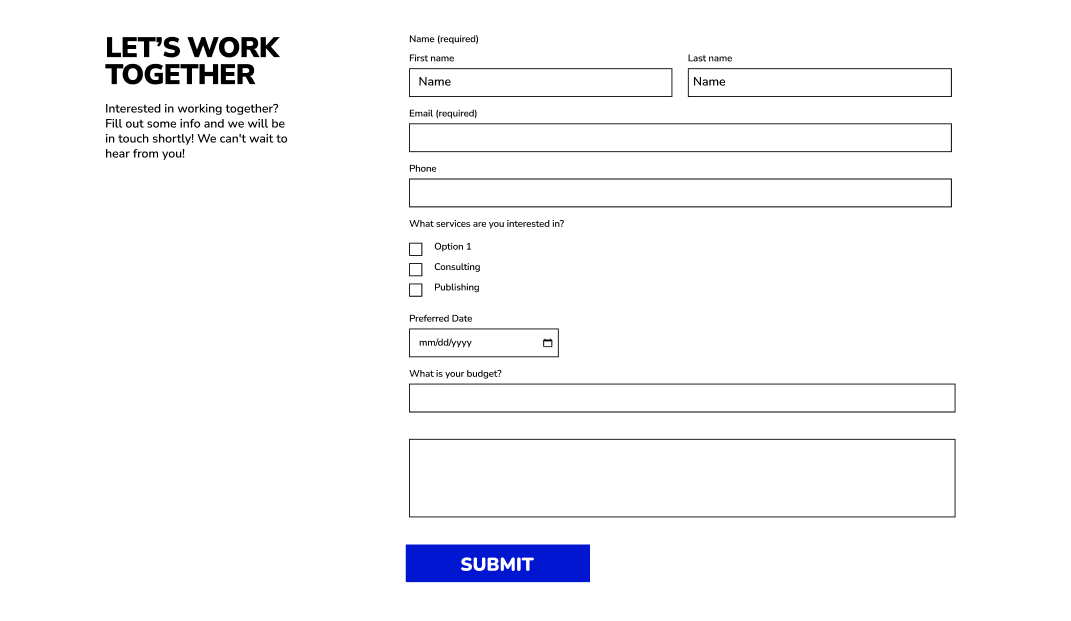 LET’S WORK
TOGETHER
Interested in working together?
Fill out some info and we will be
in touch shortly! We can't wait to
hear from you!
Name (required)
First name
Last name
Name
Name
Email (required)
Phone
What services are you interested in?
Option 1
Consulting
Publishing
Preferred Date
mm/dd/yyyy
What is your budget?
SUBMIT